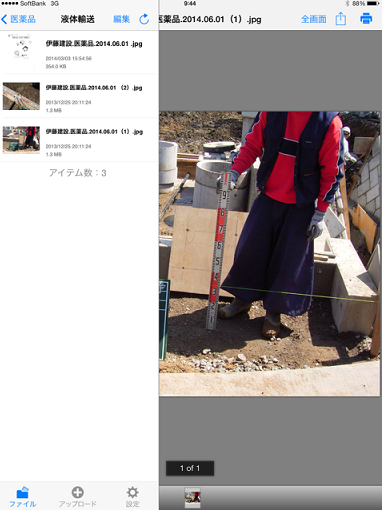 SoftBank 3G
9:44
88%
医薬品
液体輸送
編集
医薬品.2014.06.01（1）.jpg
全画面
伊藤建設.医薬品.2014.06.01 .jpg
2014/03/03 15:54:56
354.0 KB
伊藤建設.医薬品.2014.06.01 （2）.jpg
2013/12/25 20:11:24
1.3 MB
伊藤建設.医薬品.2014.06.01 （1）.jpg
2013/12/25 20:11:24
1.3 MB
アイテム数：3
1 of 1
ファイル
アップロード
設定